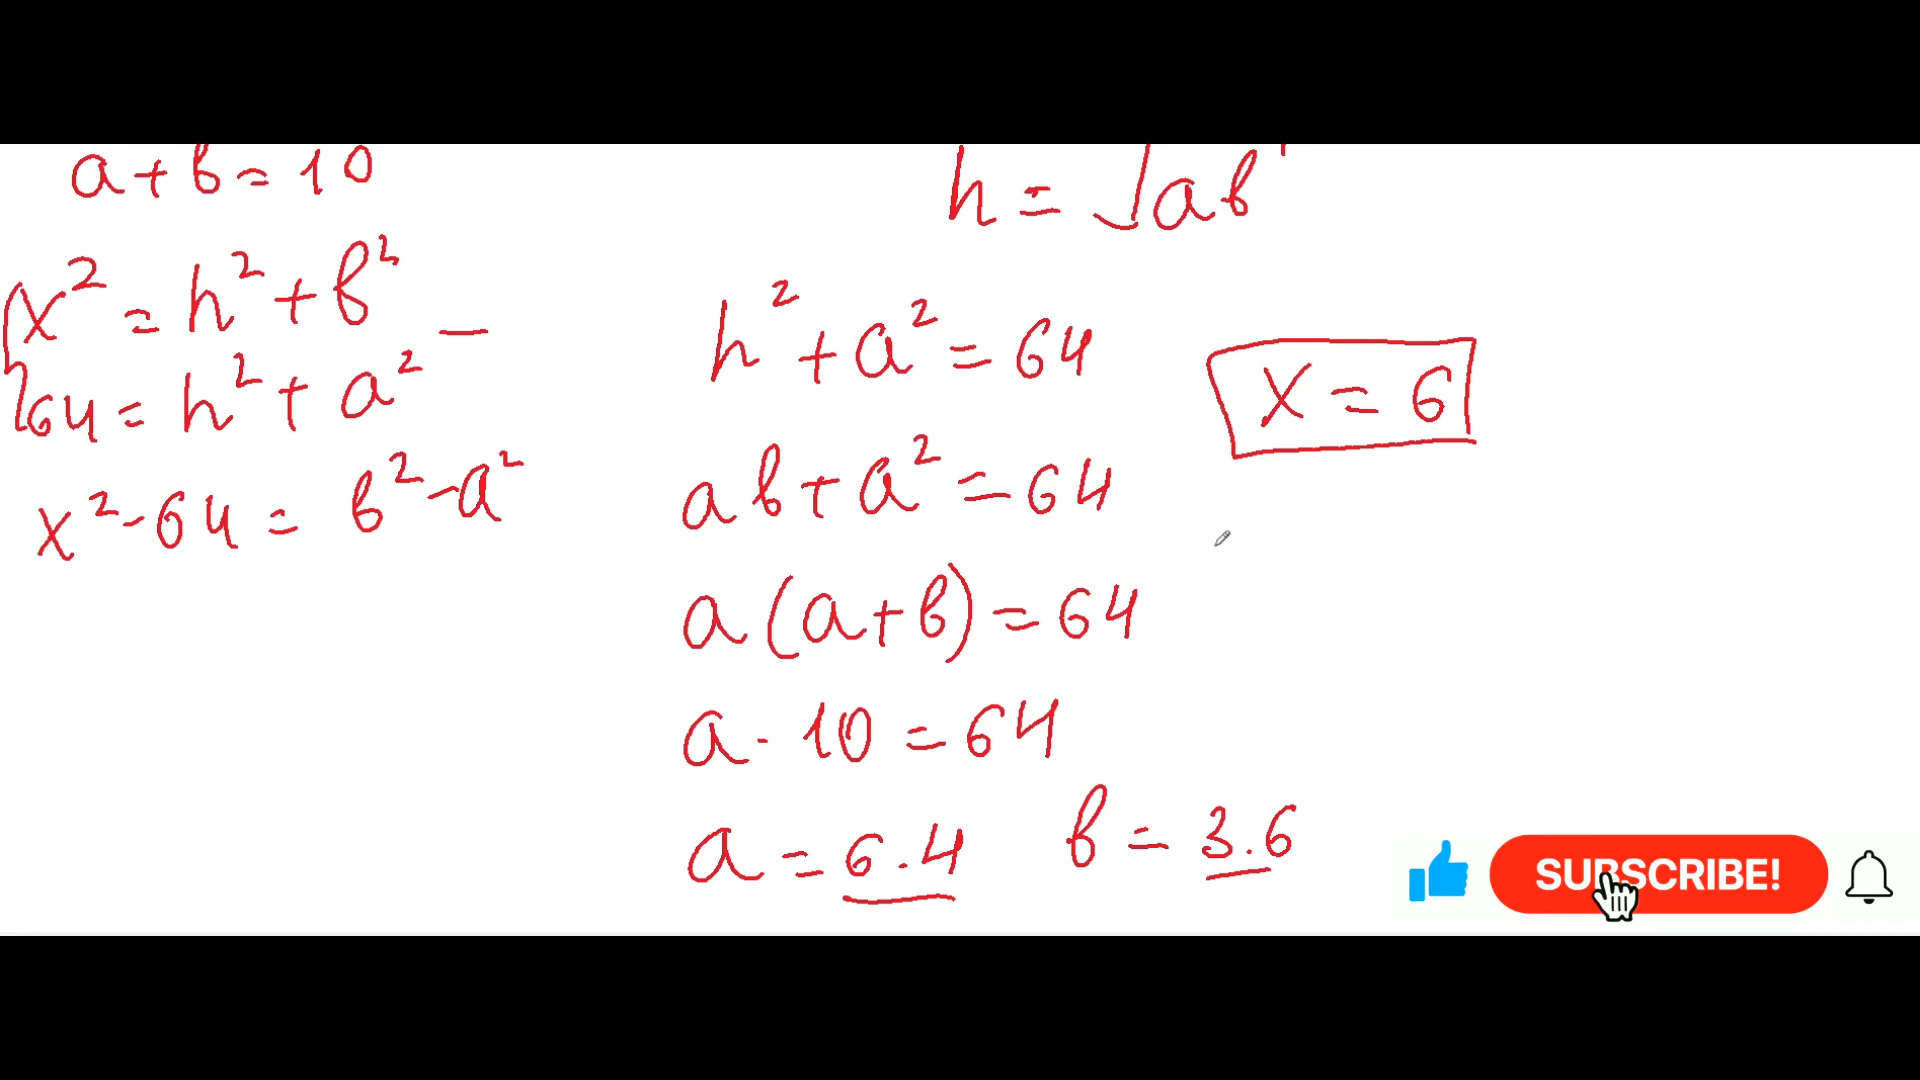 a+b=10
x²=h²+b²
64=h²+a²
x²-64=b²-a²
h=√ab
h²+a²=64
ab+a²=64
a(a+b)=64
a·10=64
a=6.4 b=3.6
x=6
SUBSCRIBE!